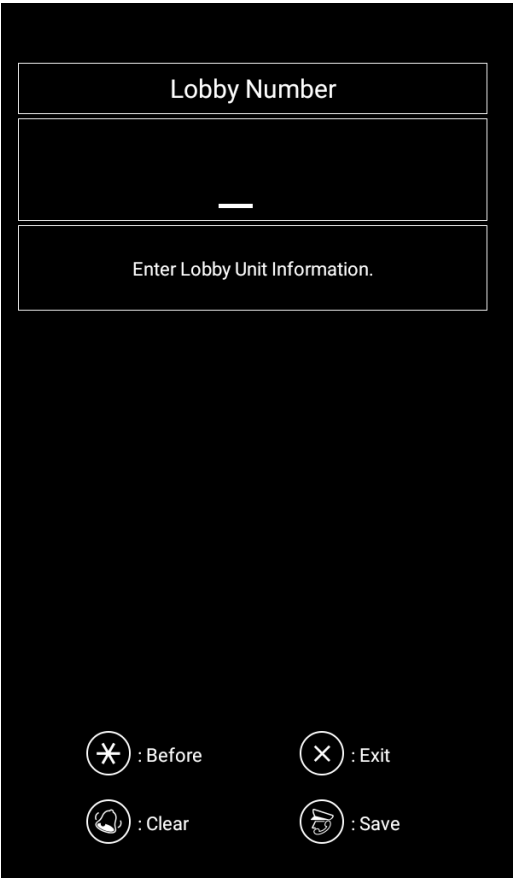 Lobby Number
Enter Lobby Unit Information.
: Before
: Exit
: Clear
: Save